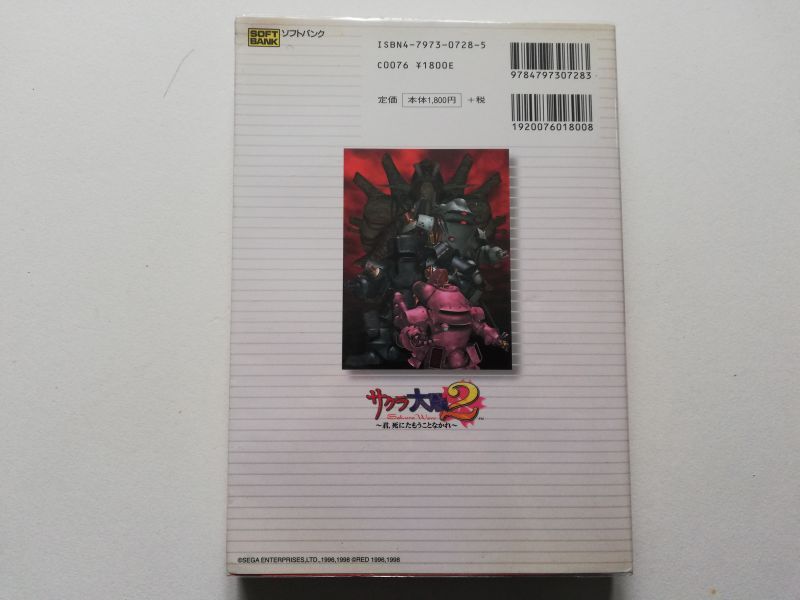 SOFT
BANK
ソフトバンク
ISBN4-7973-0728-5
C0076 ¥1800E
9784797307283
定価 本体1,800円 +税
1920076018008
サクラ大戦2
Sakura Wars
TM
~君、死にたもうことなかれ~
©SEGA ENTERPRISES,LTD.,1996,1998 ©RED 1996,1998